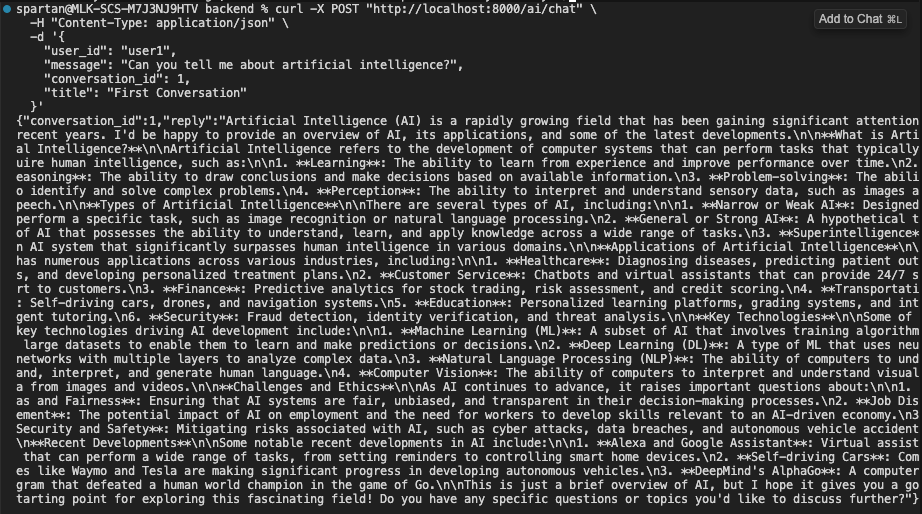 spartan@MLK-SCS-M7J3NJ9HTV backend % curl -X POST "http://localhost:8000/ai/chat" \
Add to Chat ⌘L
-H "Content-Type: application/json" \
-d '{
"user_id": "user1",
"message": "Can you tell me about artificial intelligence?",
"conversation_id": 1,
"title": "First Conversation"
}'
{"conversation_id":1,"reply":"Artificial Intelligence (AI) is a rapidly growing field that has been gaining significant attention
recent years. I'd be happy to provide an overview of AI, its applications, and some of the latest developments.\n\n**What is Arti
al Intelligence?**\n\nArtificial Intelligence refers to the development of computer systems that can perform tasks that typically
uire human intelligence, such as:\n\n1. **Learning**: The ability to learn from experience and improve performance over time.\n2.
easoning**: The ability to draw conclusions and make decisions based on available information.\n3. **Problem-solving**: The abili
o identify and solve complex problems.\n4. **Perception**: The ability to interpret and understand sensory data, such as images a
peech.\n\n**Types of Artificial Intelligence**\n\nThere are several types of AI, including:\n\n1. **Narrow or Weak AI**: Designed
perform a specific task, such as image recognition or natural language processing.\n2. **General or Strong AI**: A hypothetical t
of AI that possesses the ability to understand, learn, and apply knowledge across a wide range of tasks.\n3. **Superintelligence*
n AI system that significantly surpasses human intelligence in various domains.\n\n**Applications of Artificial Intelligence**\n\
has numerous applications across various industries, including:\n\n1. **Healthcare**: Diagnosing diseases, predicting patient out
s, and developing personalized treatment plans.\n2. **Customer Service**: Chatbots and virtual assistants that can provide 24/7 s
rt to customers.\n3. **Finance**: Predictive analytics for stock trading, risk assessment, and credit scoring.\n4. **Transportati
: Self-driving cars, drones, and navigation systems.\n5. **Education**: Personalized learning platforms, grading systems, and int
gent tutoring.\n6. **Security**: Fraud detection, identity verification, and threat analysis.\n\n**Key Technologies**\n\nSome of
key technologies driving AI development include:\n\n1. **Machine Learning (ML)**: A subset of AI that involves training algorithm
large datasets to enable them to learn and make predictions or decisions.\n2. **Deep Learning (DL)**: A type of ML that uses neu
networks with multiple layers to analyze complex data.\n3. **Natural Language Processing (NLP)**: The ability of computers to und
and, interpret, and generate human language.\n4. **Computer Vision**: The ability of computers to interpret and understand visual
a from images and videos.\n\n**Challenges and Ethics**\n\nAs AI continues to advance, it raises important questions about:\n\n1.
as and Fairness**: Ensuring that AI systems are fair, unbiased, and transparent in their decision-making processes.\n2. **Job Dis
ement**: The potential impact of AI on employment and the need for workers to develop skills relevant to an AI-driven economy.\n3
Security and Safety**: Mitigating risks associated with AI, such as cyber attacks, data breaches, and autonomous vehicle accident
\n**Recent Developments**\n\nSome notable recent developments in AI include:\n\n1. **Alexa and Google Assistant**: Virtual assist
that can perform a wide range of tasks, from setting reminders to controlling smart home devices.\n2. **Self-driving Cars**: Com
es like Waymo and Tesla are making significant progress in developing autonomous vehicles.\n3. **DeepMind's AlphaGo**: A computer
gram that defeated a human world champion in the game of Go.\n\nThis is just a brief overview of AI, but I hope it gives you a go
tarting point for exploring this fascinating field! Do you have any specific questions or topics you'd like to discuss further?"}